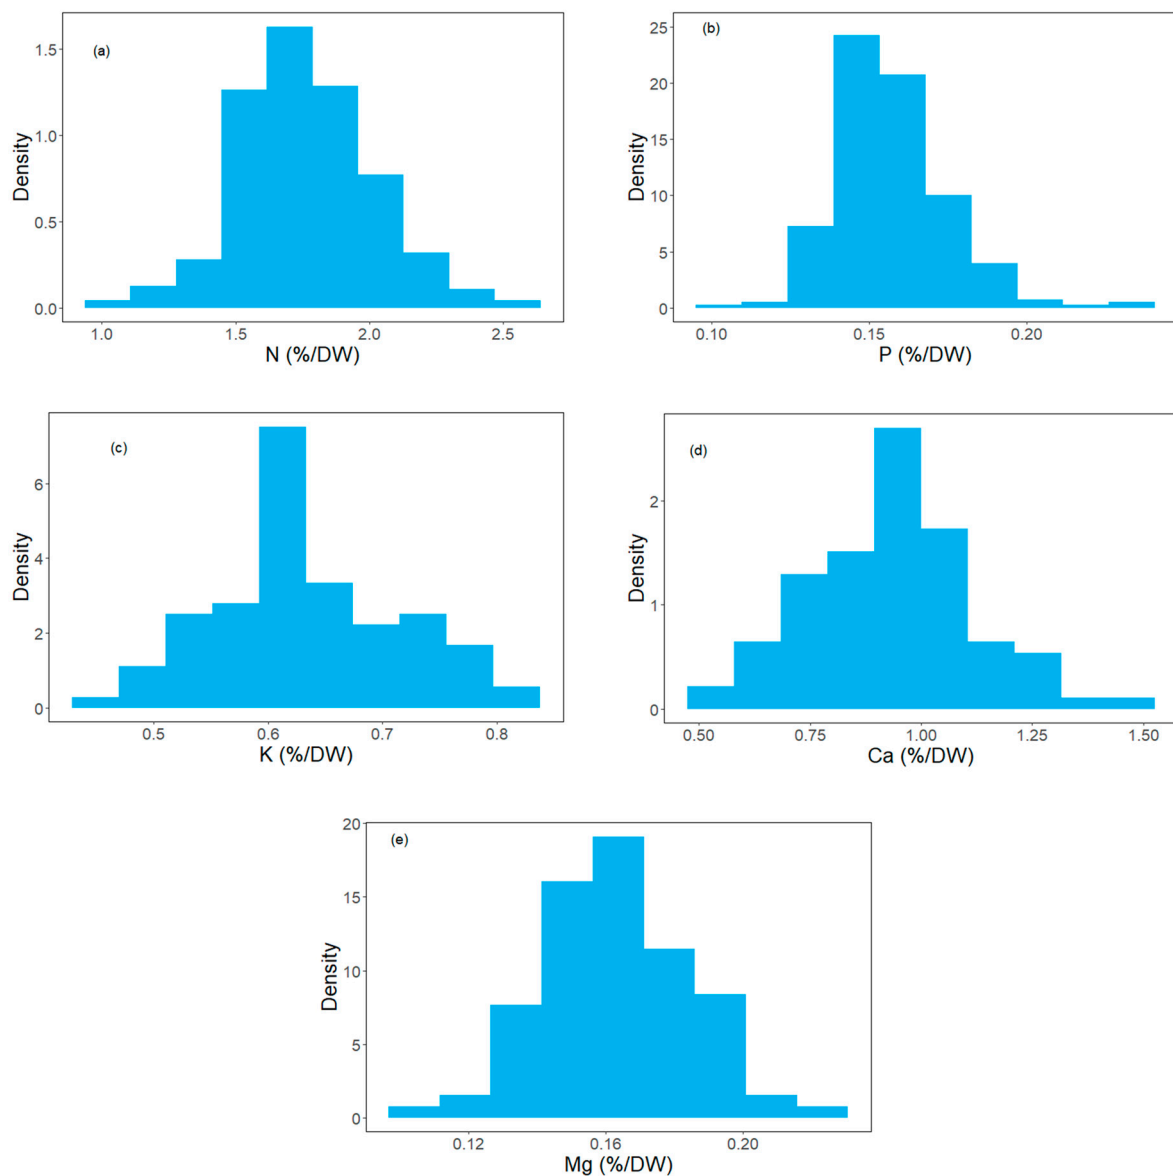 (a)
Density
1.5
1.0
0.5
0.0
1.0 1.5 2.0 2.5
N (%/DW)
(b)
Density
25
20
15
10
5
0
0.10 0.15 0.20
P (%/DW)
(c)
Density
6
4
2
0
0.5 0.6 0.7 0.8
K (%/DW)
(d)
Density
2
1
0
0.50 0.75 1.00 1.25 1.50
Ca (%/DW)
(e)
Density
20
15
10
5
0
0.12 0.16 0.20
Mg (%/DW)